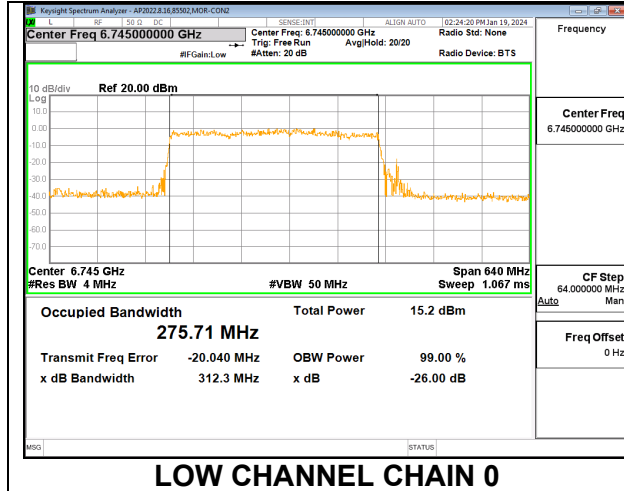 Keysight Spectrum Analyzer - AP2022.8.16,85502,MOR-CON2
L RF 50 Ω DC SENSE:INT ALIGN AUTO 02:24:20 PM Jan 19, 2024
Center Freq 6.745000000 GHz
Center Freq: 6.745000000 GHz
Radio Std: None
Trig: Free Run Avg|Hold: 20/20
#IFGain:Low #Atten: 20 dB Radio Device: BTS
Frequency
10 dB/div Ref 20.00 dBm
Log
10.0
0.00
-10.0
-20.0
-30.0
-40.0
-50.0
-60.0
-70.0
Center Freq
6.745000000 GHz
Center 6.745 GHz Span 640 MHz
#Res BW 4 MHz #VBW 50 MHz Sweep 1.067 ms
CF Step
64.000000 MHz
Auto Man
Occupied Bandwidth Total Power 15.2 dBm
275.71 MHz
Transmit Freq Error -20.040 MHz OBW Power 99.00 %
x dB Bandwidth 312.3 MHz x dB -26.00 dB
Freq Offset
0 Hz
MSG STATUS
LOW CHANNEL CHAIN 0